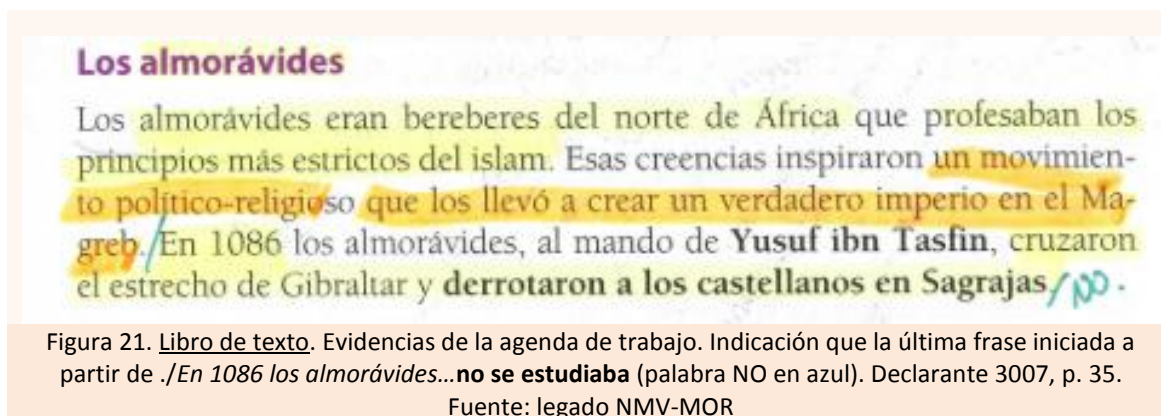 Los almorávides
Los almorávides eran bereberes del norte de África que profesaban los
principios más estrictos del islam. Esas creencias inspiraron un movimien-
to político-religioso que los llevó a crear un verdadero imperio en el Ma-
greb./En 1086 los almorávides, al mando de Yusuf ibn Tasfin, cruzaron
el estrecho de Gibraltar y derrotaron a los castellanos en Sagrajas/NO.
Figura 21. Libro de texto. Evidencias de la agenda de trabajo. Indicación que la última frase iniciada a
partir de ./En 1086 los almorávides...no se estudiaba (palabra NO en azul). Declarante 3007, p. 35.
Fuente: legado NMV-MOR